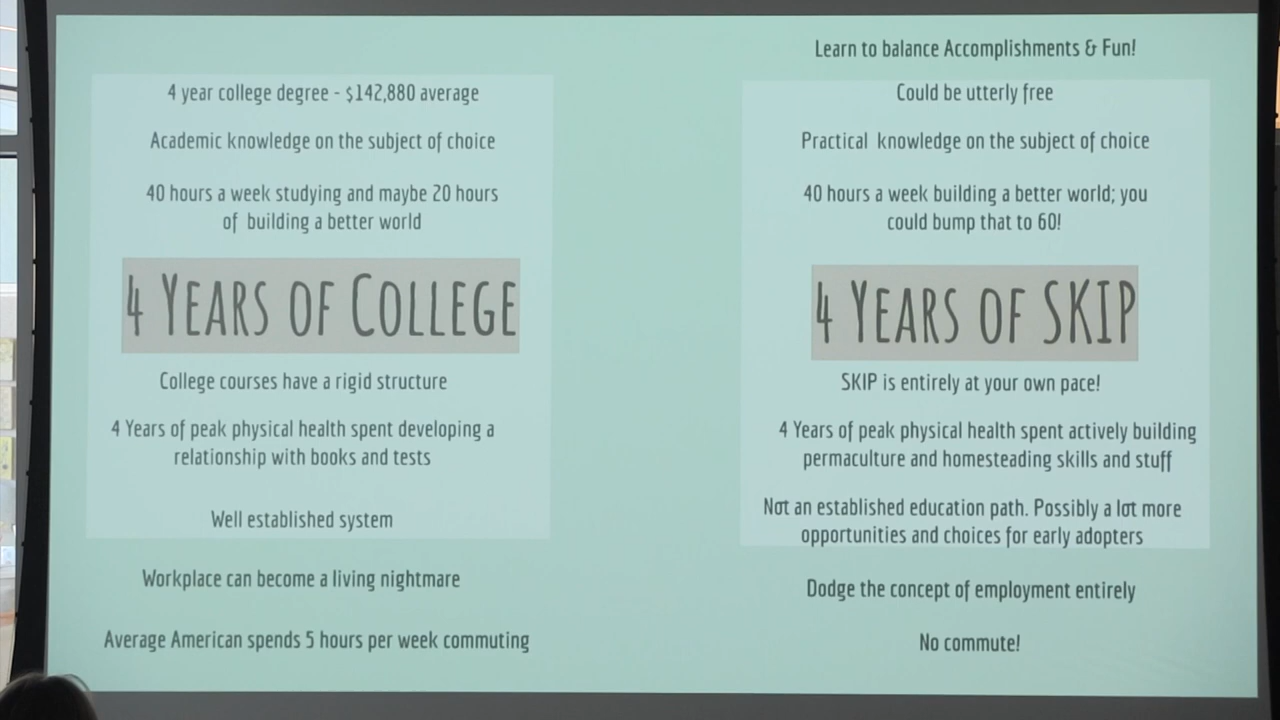 4 year college degree - $142,880 average
Academic knowledge on the subject of choice
40 hours a week studying and maybe 20 hours
of building a better world
4 YEARS OF COLLEGE
College courses have a rigid structure
4 Years of peak physical health spent developing a
relationship with books and tests
Well established system
Workplace can become a living nightmare
Average American spends 5 hours per week commuting
Learn to balance Accomplishments & Fun!
Could be utterly free
Practical knowledge on the subject of choice
40 hours a week building a better world; you
could bump that to 60!
4 YEARS OF SKIP
SKIP is entirely at your own pace!
4 Years of peak physical health spent actively building
permaculture and homesteading skills and stuff
Not an established education path. Possibly a lot more
opportunities and choices for early adopters
Dodge the concept of employment entirely
No commute!